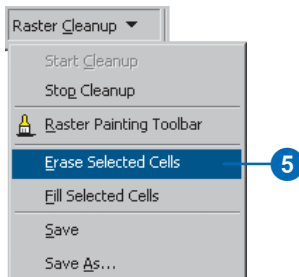 Raster Cleanup
Start Cleanup
Stop Cleanup
Raster Painting Toolbar
Erase Selected Cells
5
Fill Selected Cells
Save
Save As...